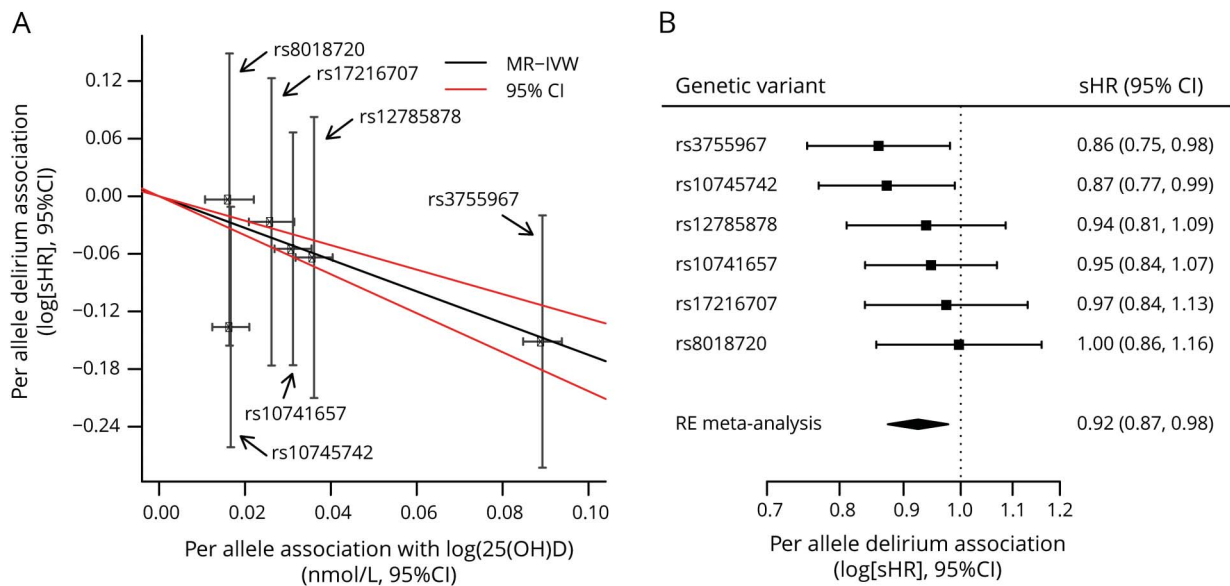 A
Per allele delirium association
(log[sHR], 95%CI)
0.12
0.06
0.00
−0.06
−0.12
−0.18
−0.24
rs8018720
rs17216707
rs12785878
rs3755967
rs10741657
rs10745742
MR−IVW
95% CI
0.00 0.02 0.04 0.06 0.08 0.10
Per allele association with log(25(OH)D)
(nmol/L, 95%CI)
B
Genetic variant sHR (95% CI)
rs3755967 0.86 (0.75, 0.98)
rs10745742 0.87 (0.77, 0.99)
rs12785878 0.94 (0.81, 1.09)
rs10741657 0.95 (0.84, 1.07)
rs17216707 0.97 (0.84, 1.13)
rs8018720 1.00 (0.86, 1.16)
RE meta-analysis 0.92 (0.87, 0.98)
0.7 0.8 0.9 1.0 1.1 1.2
Per allele delirium association
(log[sHR], 95%CI)